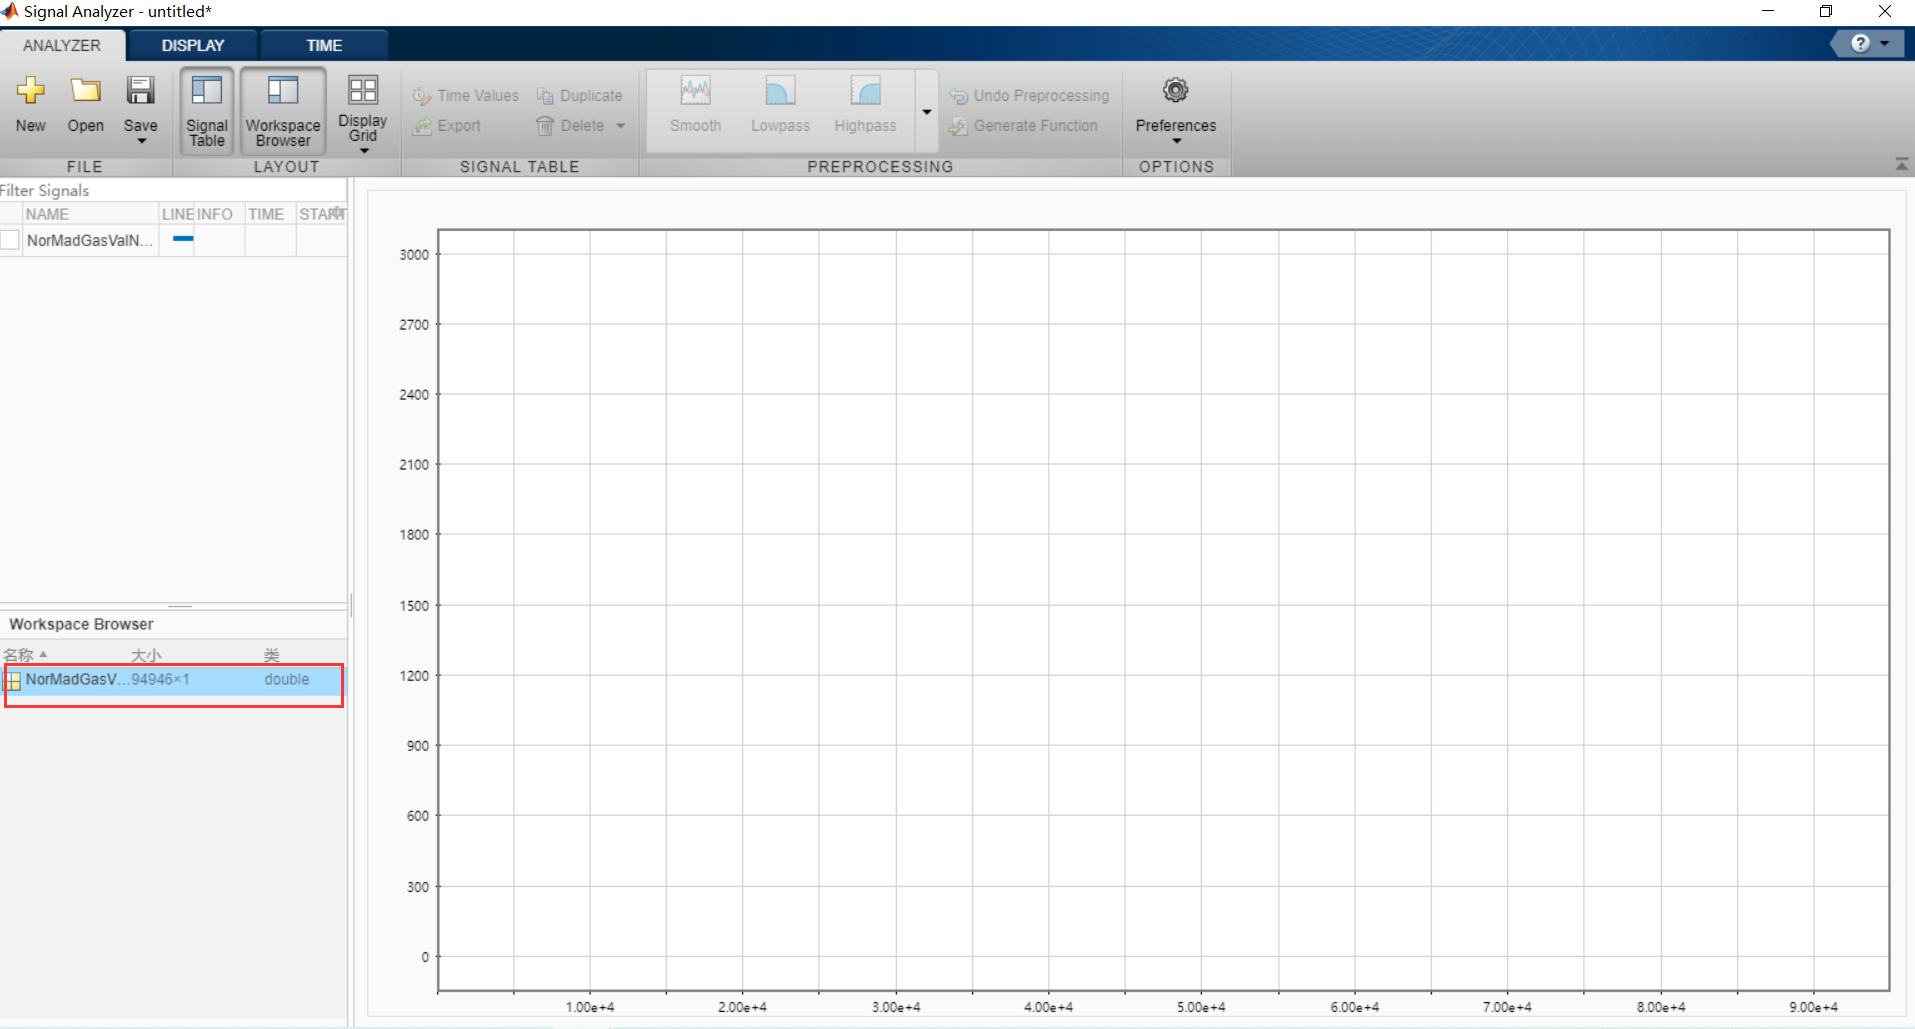 Signal Analyzer - untitled*
ANALYZER DISPLAY TIME ?
New Open Save Signal Table Workspace Browser Display Grid Time Values Export Duplicate Delete Smooth Lowpass Highpass Undo Preprocessing Generate Function Preferences
FILE LAYOUT SIGNAL TABLE PREPROCESSING OPTIONS
Filter Signals
NAME LINE INFO TIME START
NorMadGasValN...
Workspace Browser
名称 大小 类
NorMadGasV... 94946×1 double
3000
2700
2400
2100
1800
1500
1200
900
600
300
0
1.00e+4 2.00e+4 3.00e+4 4.00e+4 5.00e+4 6.00e+4 7.00e+4 8.00e+4 9.00e+4